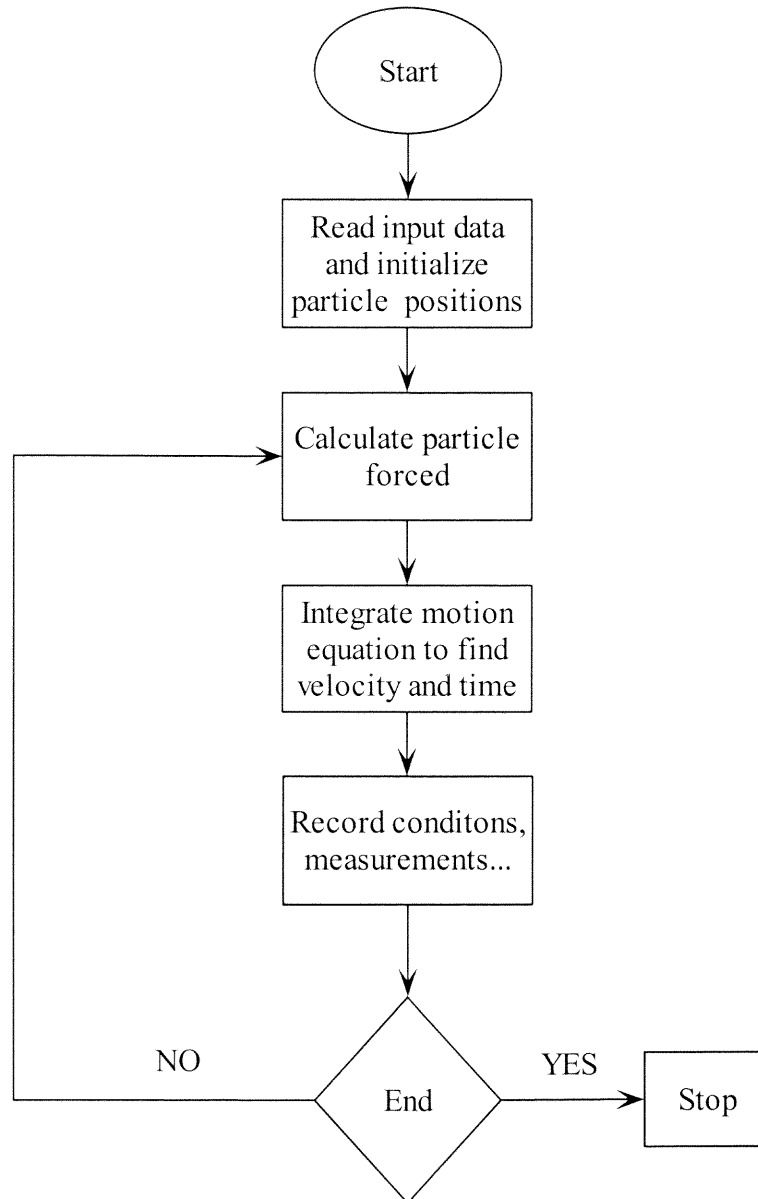 Start
Read input data
and initialize
particle positions
Calculate particle
forced
Integrate motion
equation to find
velocity and time
Record conditons,
measurements...
NO
End
YES
Stop